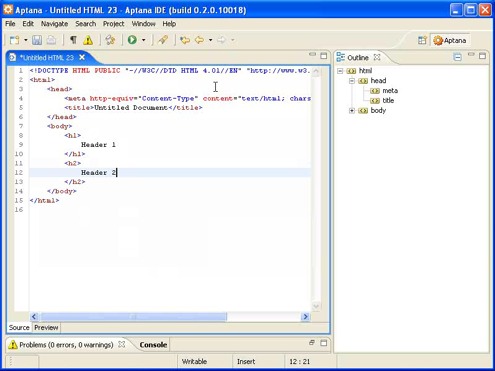 Aptana - Untitled HTML 23 - Aptana IDE (build 0.2.0.10018)
File Edit Navigate Search Project Window Help
Aptana
*Untitled HTML 23
Outline
1 <!DOCTYPE HTML PUBLIC "-//W3C//DTD HTML 4.01//EN" "http://www.w3.
2 <html>
3 <head>
4 <meta http-equiv="Content-Type" content="text/html; chars
5 <title>Untitled Document</title>
6 </head>
7 <body>
8 <h1>
9 Header 1
10 </h1>
11 <h2>
12 Header 2
13 </h2>
14 </body>
15 </html>
16
html
head
meta
title
body
Source Preview
Problems (0 errors, 0 warnings) Console
Writable Insert 12 : 21